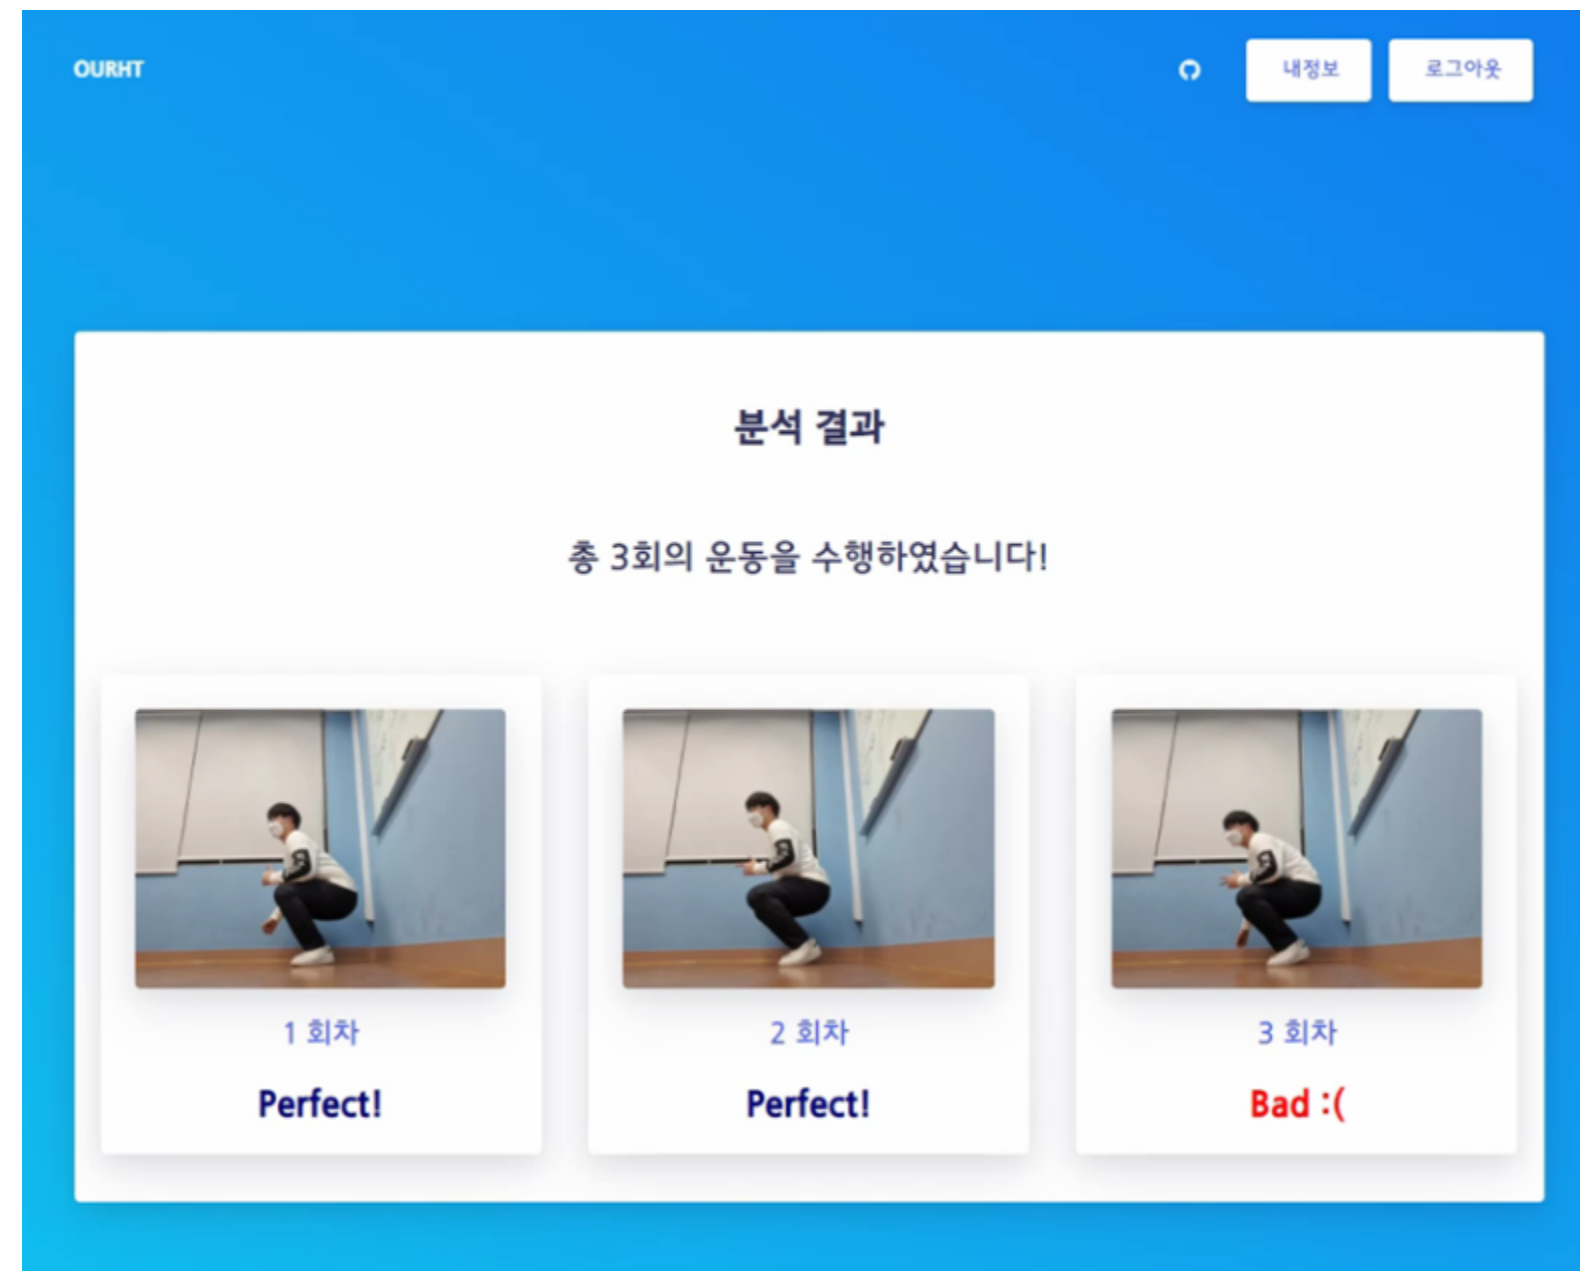 OURHT
내정보
로그아웃
분석 결과
총 3회의 운동을 수행하였습니다!
1 회차
2 회차
3 회차
Perfect!
Perfect!
Bad :(